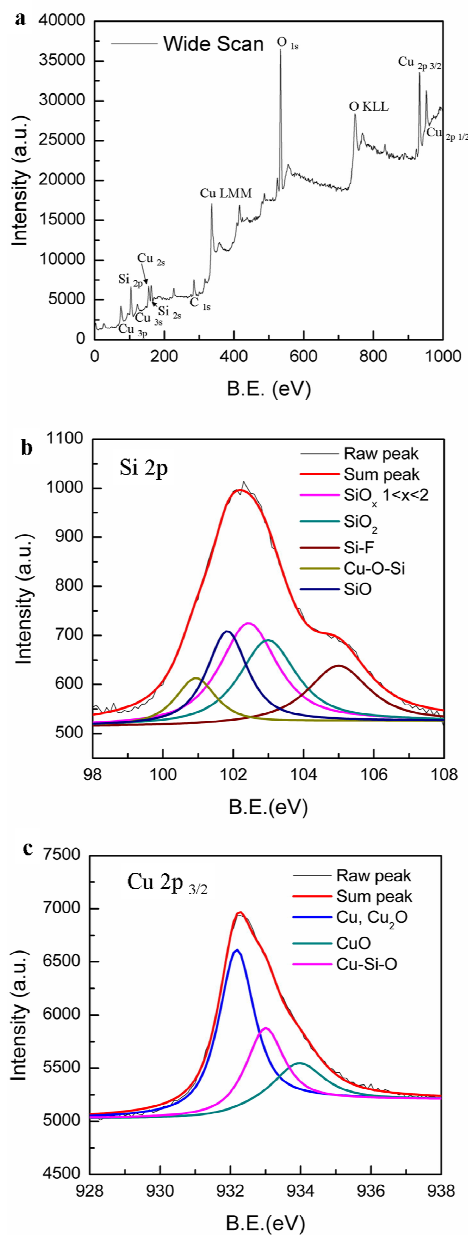 a
Wide Scan
O 1s
Cu 2p 3/2
O KLL
Cu 2p 1/2
Cu LMM
Cu 2s
Si 2p
Si 2s
C 1s
Cu 3s
Cu 3p
40000
35000
30000
25000
20000
15000
10000
5000
0
Intensity (a.u.)
0 200 400 600 800 1000
B.E. (eV)
b
Si 2p
Raw peak
Sum peak
SiOx 1<x<2
SiO2
Si-F
Cu-O-Si
SiO
1100
1000
900
800
700
600
500
Intensity (a.u.)
98 100 102 104 106 108
B.E.(eV)
c
Cu 2p 3/2
Raw peak
Sum peak
Cu, Cu2O
CuO
Cu-Si-O
7500
7000
6500
6000
5500
5000
4500
Intensity (a.u.)
928 930 932 934 936 938
B.E.(eV)